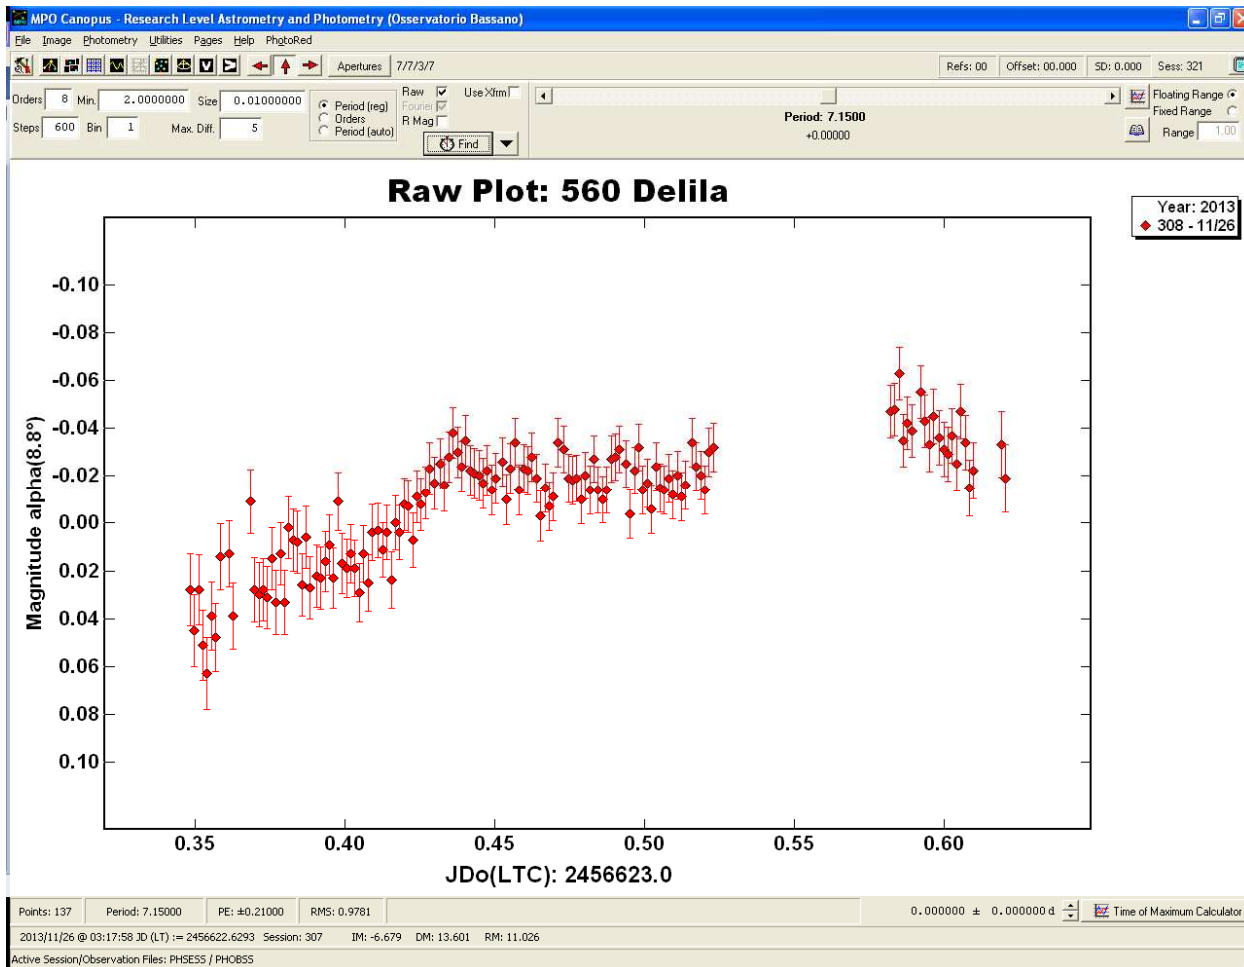 MPO Canopus - Research Level Astrometry and Photometry (Osservatorio Bassano)
File Image Photometry Utilities Pages Help PhotoRed
Apertures 7/7/3/7 Refs: 00 Offset: 00.000 SD: 0.000 Sess: 321
Orders 8 Min. 2.0000000 Size 0.01000000
Steps 600 Bin 1 Max. Diff. 5
Period (reg)
Orders
Period (auto)
Raw Use Xfrm
Fourier
R Mag
Find
Period: 7.1500
+0.00000
Floating Range
Fixed Range
Range 1.00
Raw Plot: 560 Delila
Year: 2013
308 - 11/26
Magnitude alpha(8.8°)
-0.10
-0.08
-0.06
-0.04
-0.02
0.00
0.02
0.04
0.06
0.08
0.10
0.35 0.40 0.45 0.50 0.55 0.60
JDo(LTC): 2456623.0
Points: 137 Period: 7.15000 PE: ±0.21000 RMS: 0.9781 0.000000 ± 0.000000 d Time of Maximum Calculator
2013/11/26 @ 03:17:58 JD (LT) := 2456622.6293 Session: 307 IM: -6.679 DM: 13.601 RM: 11.026
Active Session/Observation Files: PHSESS / PHOBSS